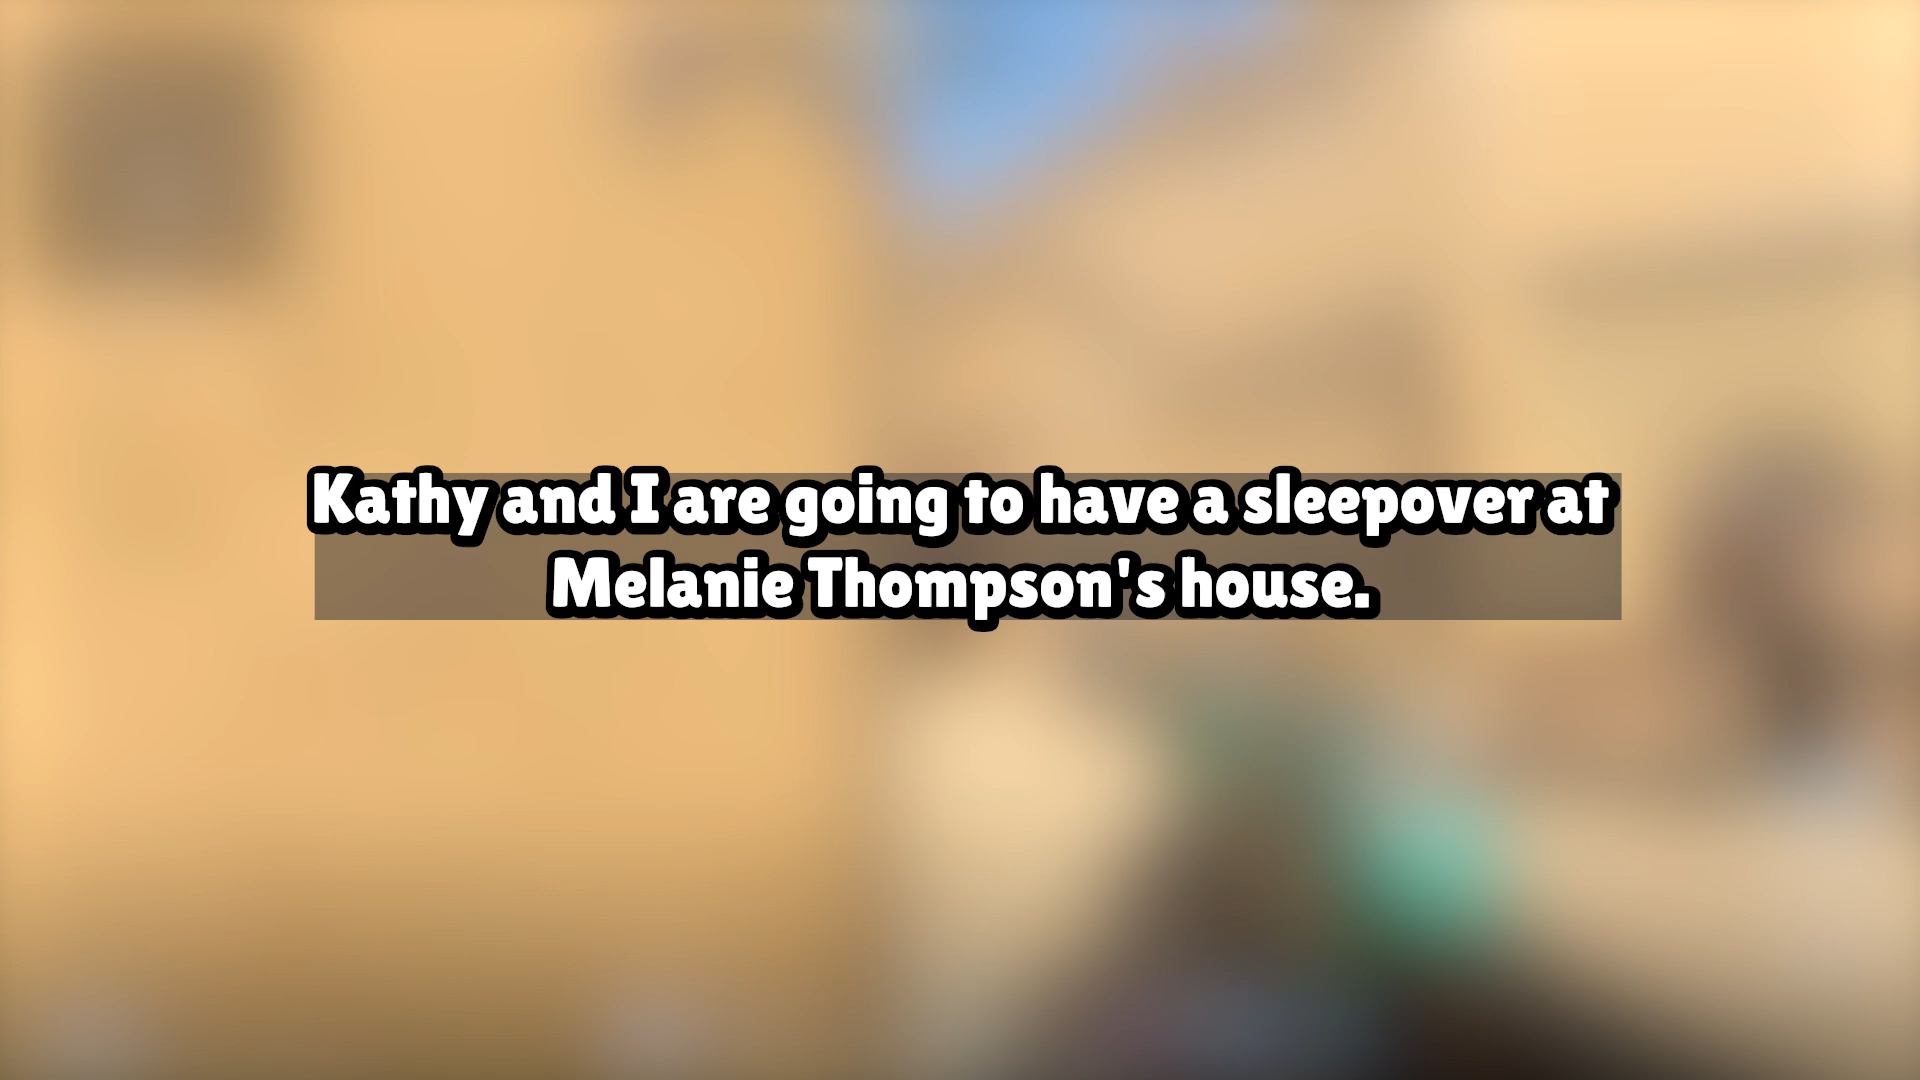 Kathy and I are going to have a sleepover at
Melanie Thompson's house.